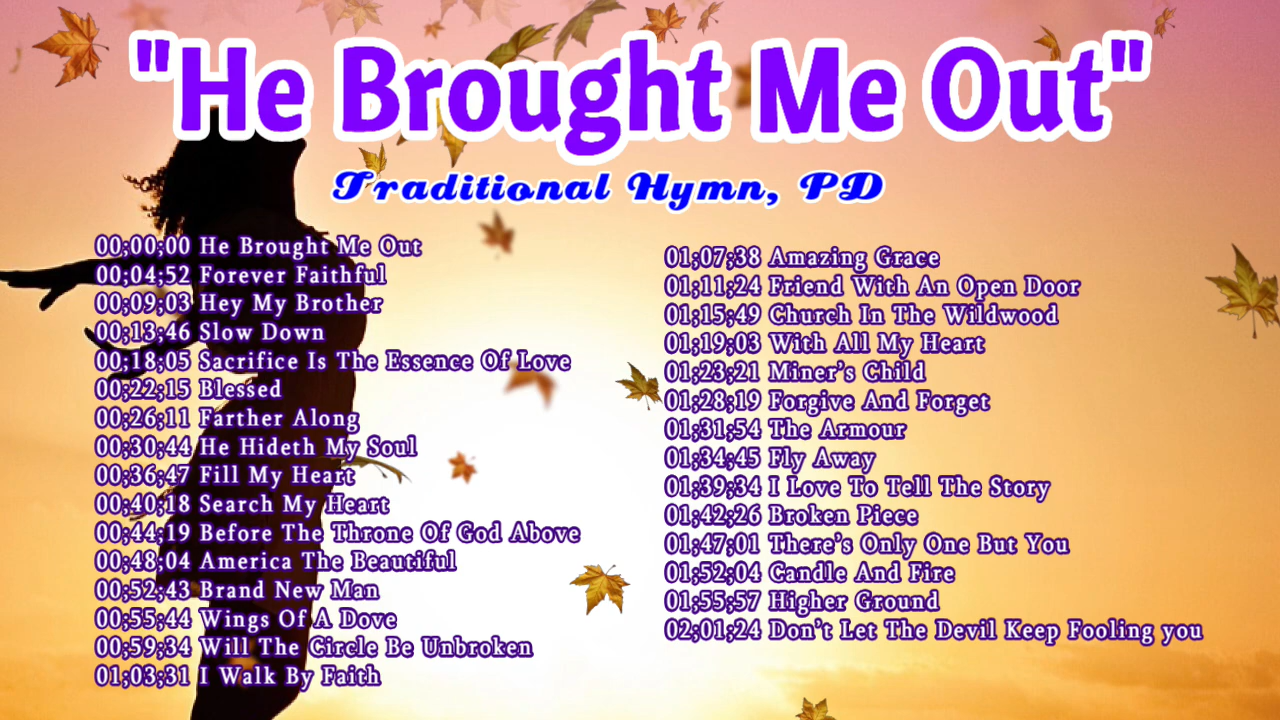 "He Brought Me Out"
Traditional Hymn, PD
00;00;00 He Brought Me Out
00;04;52 Forever Faithful
00;09;03 Hey My Brother
00;13;46 Slow Down
00;18;05 Sacrifice Is The Essence Of Love
00;22;15 Blessed
00;26;11 Farther Along
00;30;44 He Hideth My Soul
00;36;47 Fill My Heart
00;40;18 Search My Heart
00;44;19 Before The Throne Of God Above
00;48;04 America The Beautiful
00;52;43 Brand New Man
00;55;44 Wings Of A Dove
00;59;34 Will The Circle Be Unbroken
01;03;31 I Walk By Faith
01;07;38 Amazing Grace
01;11;24 Friend With An Open Door
01;15;49 Church In The Wildwood
01;19;03 With All My Heart
01;23;21 Miner's Child
01;28;19 Forgive And Forget
01;31;54 The Armour
01;34;45 Fly Away
01;39;34 I Love To Tell The Story
01;42;26 Broken Piece
01;47;01 There's Only One But You
01;52;04 Candle And Fire
01;55;57 Higher Ground
02;01;24 Don't Let The Devil Keep Fooling you